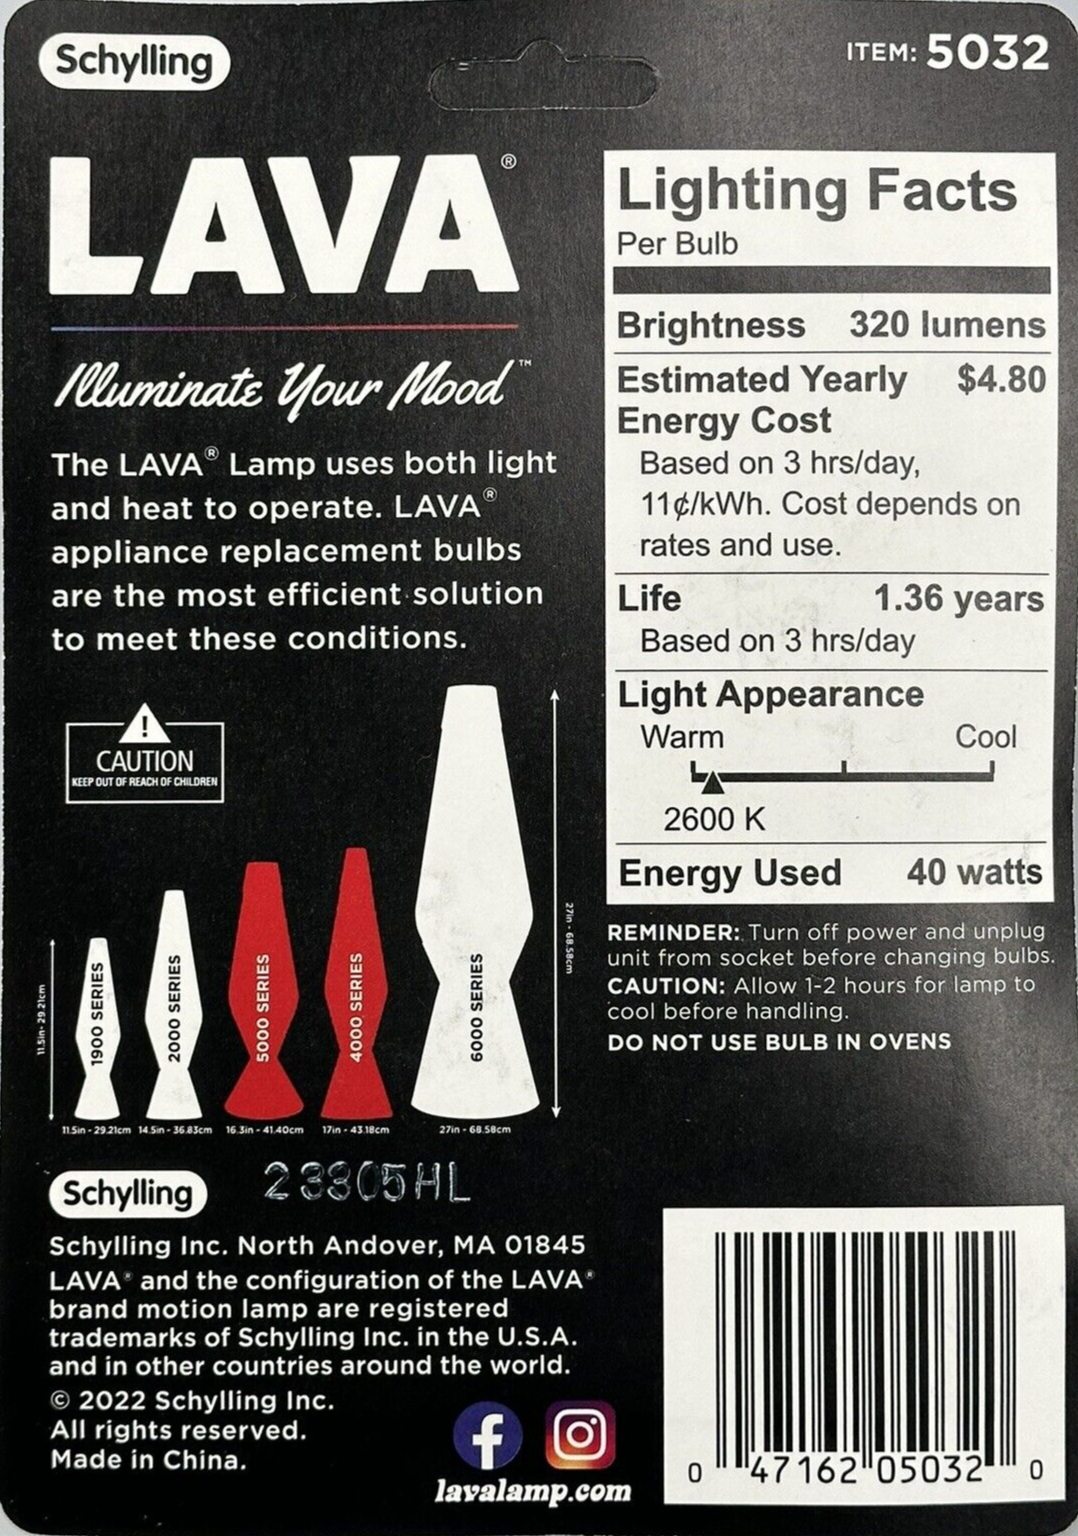 Schylling
ITEM: 5032
LAVA®
Illuminate Your Mood™
The LAVA® Lamp uses both light
and heat to operate. LAVA®
appliance replacement bulbs
are the most efficient solution
to meet these conditions.
!
CAUTION
KEEP OUT OF REACH OF CHILDREN
11.5in- 29.21cm
1900 SERIES
2000 SERIES
5000 SERIES
4000 SERIES
6000 SERIES
27in - 68.58cm
11.5in - 29.21cm 14.5in - 36.83cm 16.3in - 41.40cm 17in - 43.18cm 27in - 68.58cm
Lighting Facts
Per Bulb
Brightness 320 lumens
Estimated Yearly $4.80
Energy Cost
Based on 3 hrs/day,
11¢/kWh. Cost depends on
rates and use.
Life 1.36 years
Based on 3 hrs/day
Light Appearance
Warm Cool
2600 K
Energy Used 40 watts
REMINDER: Turn off power and unplug
unit from socket before changing bulbs.
CAUTION: Allow 1-2 hours for lamp to
cool before handling.
DO NOT USE BULB IN OVENS
Schylling
23305HL
Schylling Inc. North Andover, MA 01845
LAVA® and the configuration of the LAVA®
brand motion lamp are registered
trademarks of Schylling Inc. in the U.S.A.
and in other countries around the world.
© 2022 Schylling Inc.
All rights reserved.
Made in China.
lavalamp.com
0 47162 05032 0